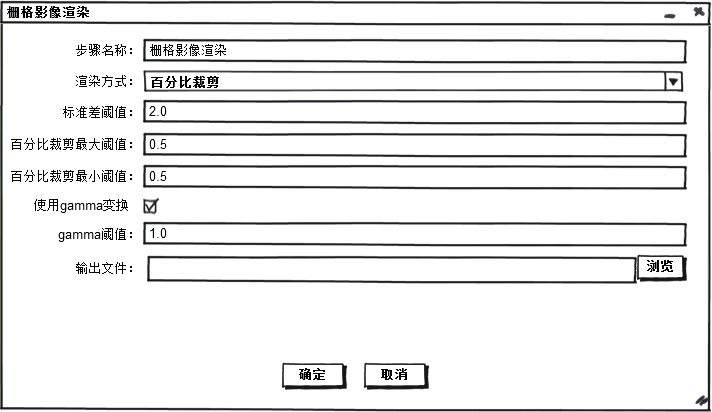 栅格影像渲染
步骤名称： 栅格影像渲染
渲染方式： 百分比裁剪
标准差阈值： 2.0
百分比裁剪最大阈值： 0.5
百分比裁剪最小阈值： 0.5
使用gamma变换
gamma阈值： 1.0
输出文件： 浏览
确定 取消